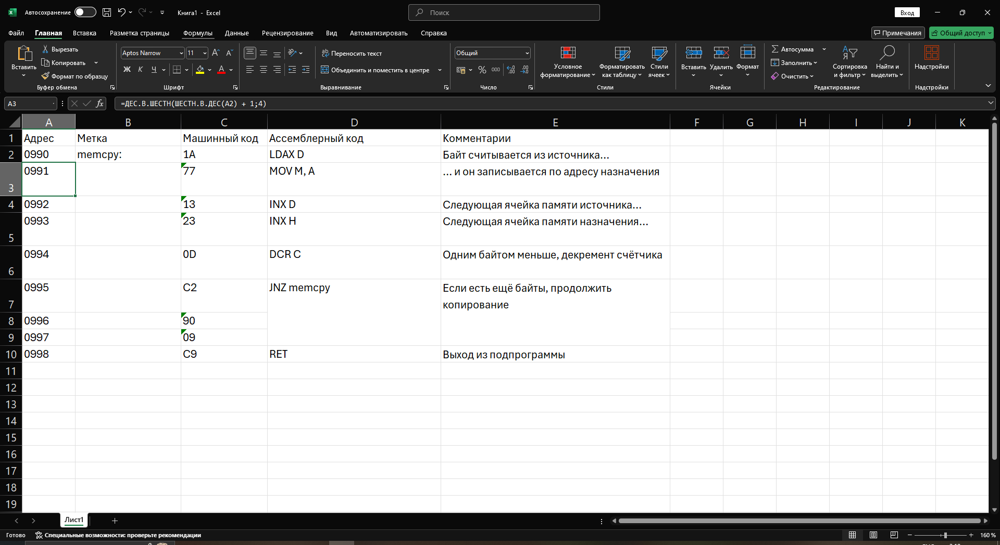 Автосохранение
Книга1 - Excel
Поиск
Вход
Файл Главная Вставка Разметка страницы Формулы Данные Рецензирование Вид Автоматизировать Справка
Примечания
Общий доступ
Вставить
Вырезать
Копировать
Формат по образцу
Буфер обмена
Aptos Narrow 11
Ж К Ч
Шрифт
Переносить текст
Объединить и поместить в центре
Выравнивание
Общий
% 000
Число
Условное
форматирование
Форматировать
как таблицу
Стили
ячеек
Стили
Вставить Удалить Формат
Ячейки
Автосумма
Заполнить
Очистить
Сортировка
и фильтр
Найти и
выделить
Редактирование
Надстройки
Надстройки
A3
fx
=ДЕС.В.ШЕСТН(ШЕСТН.В.ДЕС(A2) + 1;4)
A B C D E F G H I J K
1 Адрес Метка Машинный код Ассемблерный код Комментарии
2 0990 memcpy: 1A LDAX D Байт считывается из источника...
3 0991 77 MOV M, A ... и он записывается по адресу назначения
4 0992 13 INX D Следующая ячейка памяти источника...
5 0993 23 INX H Следующая ячейка памяти назначения...
6 0994 0D DCR C Одним байтом меньше, декремент счётчика
7 0995 C2 JNZ memcpy Если есть ещё байты, продолжить
копирование
8 0996 90
9 0997 09
10 0998 C9 RET Выход из подпрограммы
11
12
13
14
15
16
17
18
19
Лист1
Готово
Специальные возможности: проверьте рекомендации
160 %